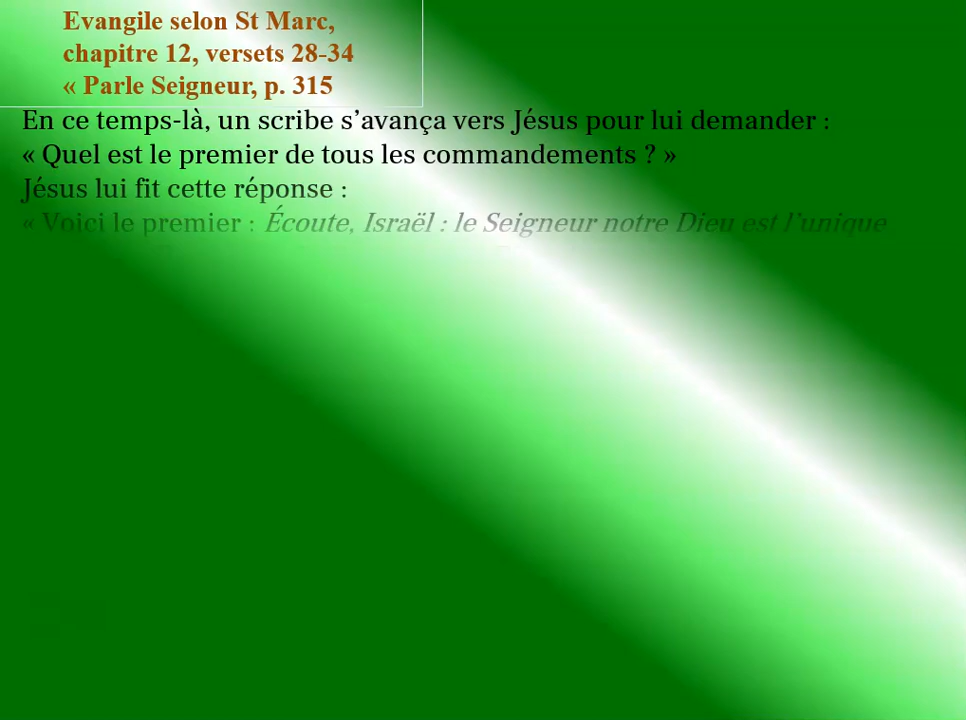 Evangile selon St Marc,
chapitre 12, versets 28-34
« Parle Seigneur, p. 315
En ce temps-là, un scribe s’avança vers Jésus pour lui demander :
« Quel est le premier de tous les commandements ? »
Jésus lui fit cette réponse :
« Voici le premier : Écoute, Israël : le Seigneur notre Dieu est l’unique